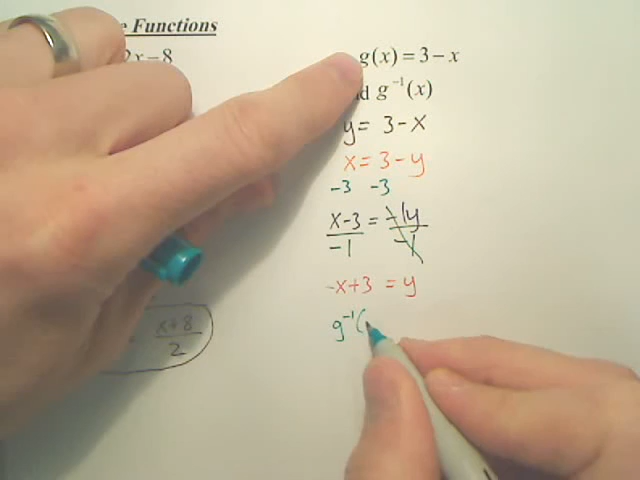 Functions
2x - 8
g(x) = 3 - x
g⁻¹(x)
y = 3 - x
x = 3 - y
-3 -3
x - 3 = -1y
-1 -1
-x + 3 = y
g⁻¹(
x + 8
2